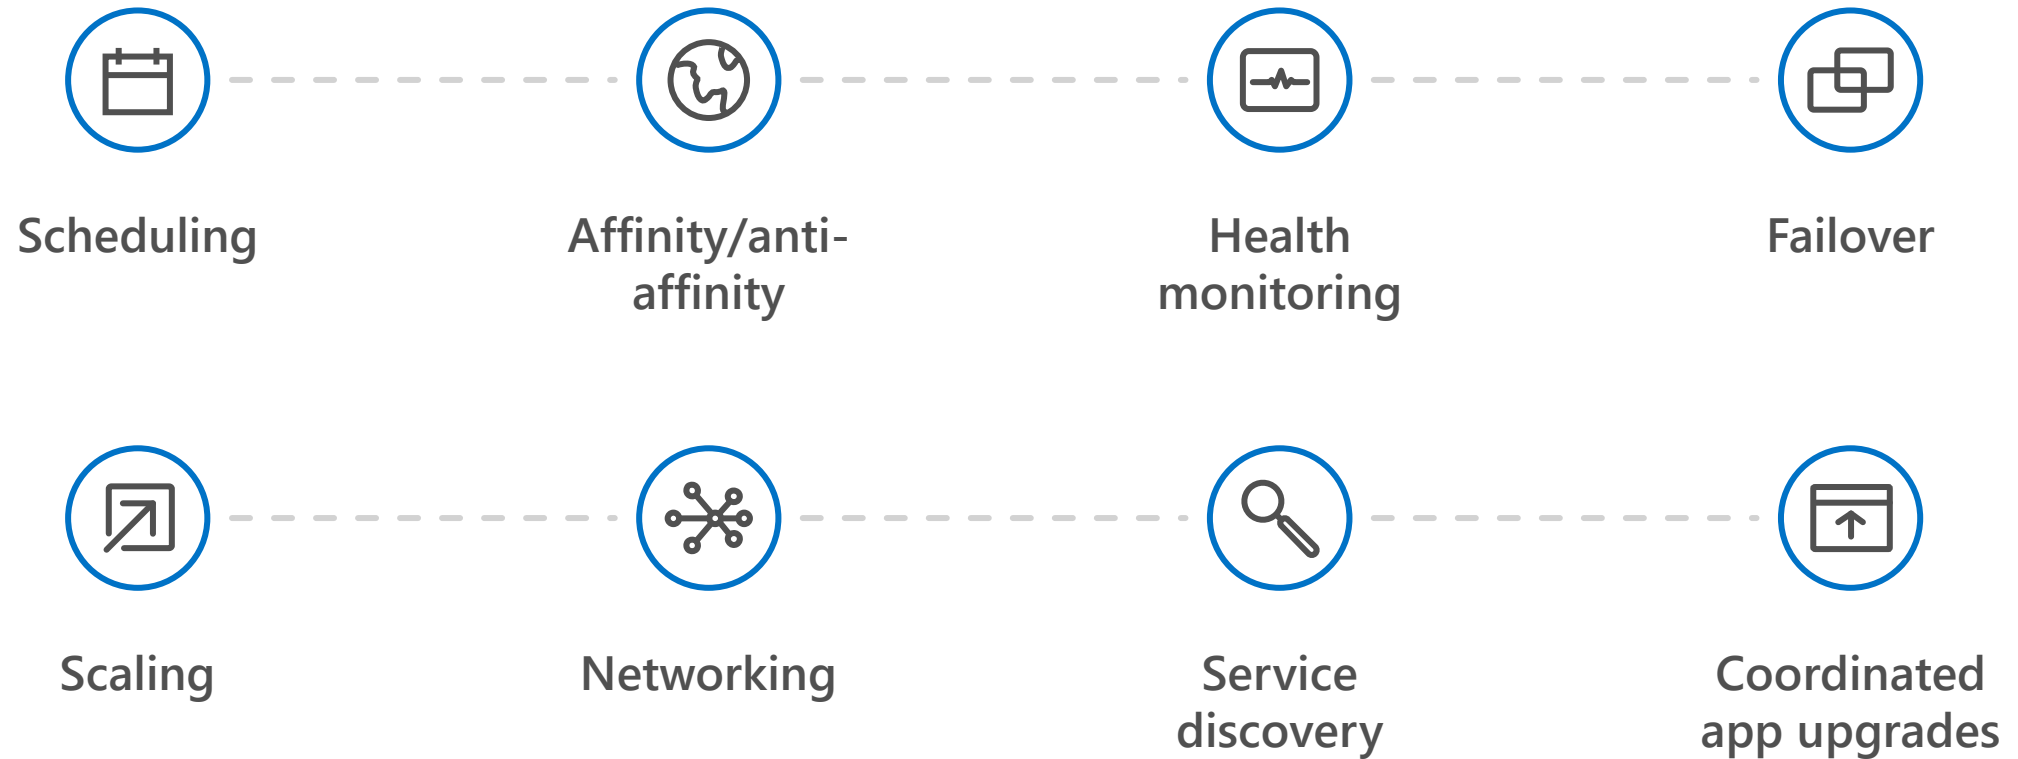 Scheduling
Affinity/anti-
affinity
Health
monitoring
Failover
Scaling
Networking
Service
discovery
Coordinated
app upgrades